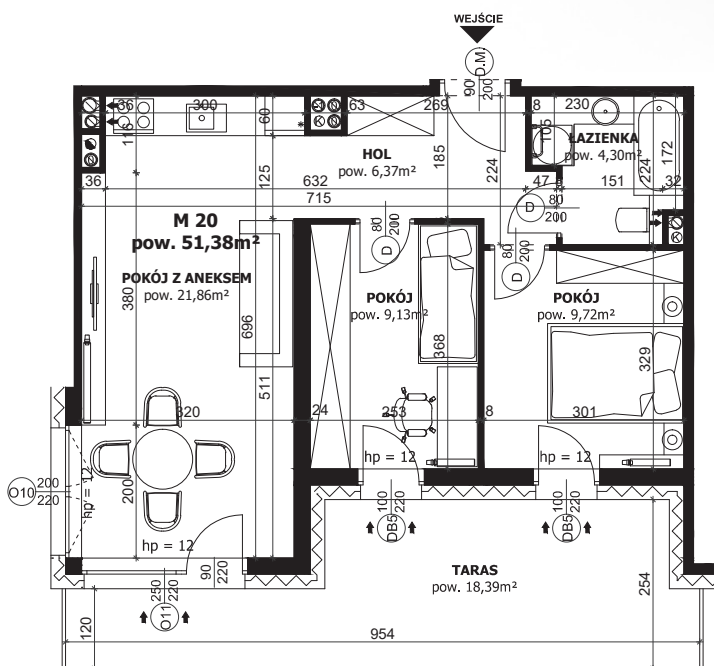 WEJŚCIE
D.M.
90
200
36
300
60
63
269
8
230
116
105
ŁAZIENKA
pow. 4,30m²
HOL
pow. 6,37m²
185
224
224
172
125
36
632
47
151
32
715
80
200
M 20
pow. 51,38m²
80
200
D
D
80
200
D
POKÓJ Z ANEKSEM
pow. 21,86m²
POKÓJ
pow. 9,13m²
POKÓJ
pow. 9,72m²
380
696
368
329
511
320
24
253
8
301
hp = 12
hp = 12
O10
200
220
hp = 12
200
hp = 12
100
220
DB5
100
220
DB5
90
220
250
220
O11
TARAS
pow. 18,39m²
254
120
954